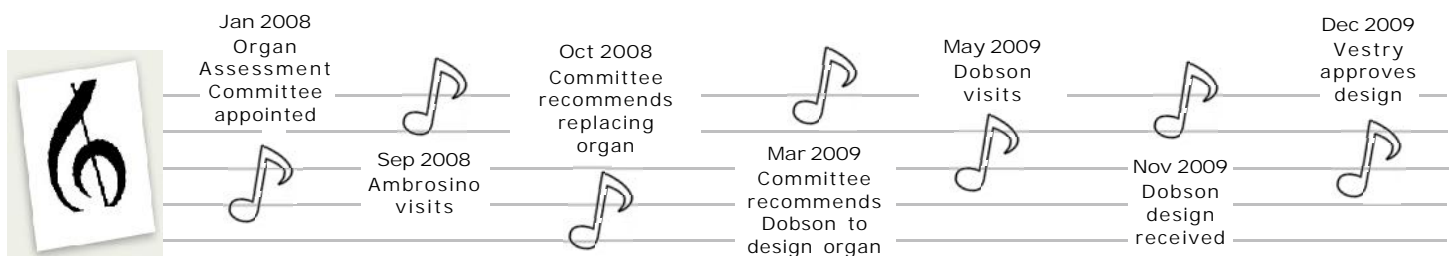 Jan 2008
Organ
Assessment
Committee
appointed
Sep 2008
Ambrosino
visits
Oct 2008
Committee
recommends
replacing
organ
Mar 2009
Committee
recommends
Dobson to
design organ
May 2009
Dobson
visits
Nov 2009
Dobson
design
received
Dec 2009
Vestry
approves
design